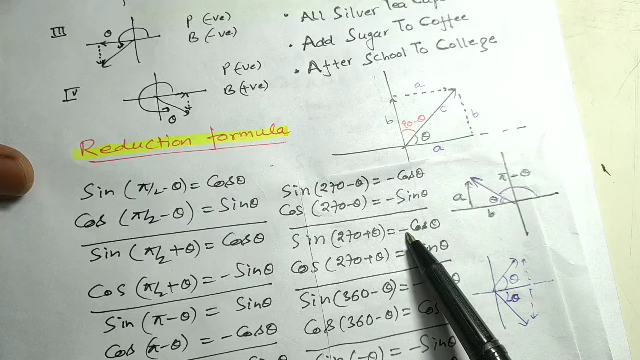 III
θ
P (-ve)
B (-ve)
• All Silver Tea Cups
• Add Sugar To Coffee
• After School To College
IV
θ
P(-ve)
B(+ve)
a
b
90-θ
c
b
θ
a
Reduction formula
Sin (π/2 - θ) = Cosθ
Cos (π/2 - θ) = Sinθ
Sin (π/2 + θ) = Cosθ
Cos (π/2 + θ) = - Sinθ
Sin (π - θ) = Sinθ
Cos (π - θ) = - Cosθ
Sin (270 - θ) = - Cosθ
Cos (270 - θ) = - Sinθ
Sin (270 + θ) = - Cosθ
Cos (270 + θ) = Sinθ
Sin (360 - θ) = -
Cos (360 - θ) = Cos
Sin (-θ) = - Sinθ
π - θ
a
θ
b
θ
θ